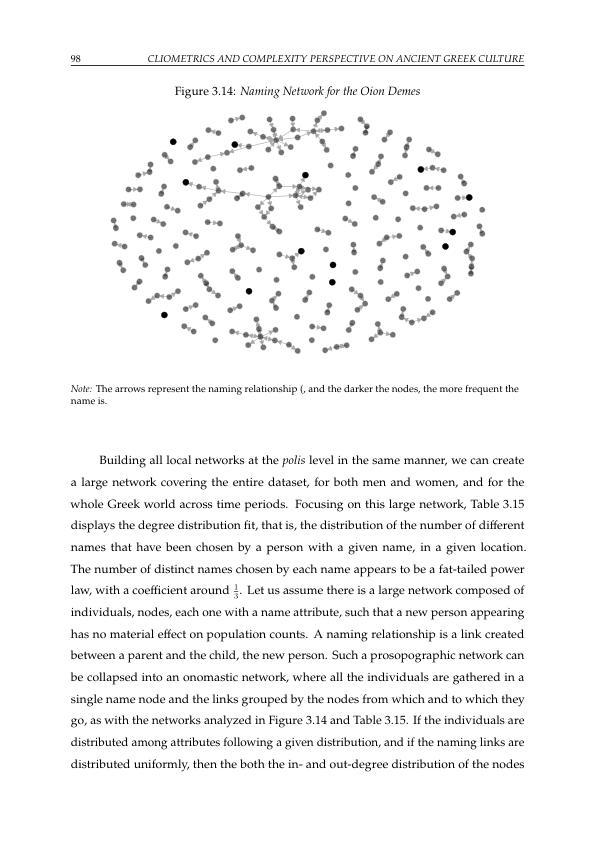 98 CLIOMETRICS AND COMPLEXITY PERSPECTIVE ON ANCIENT GREEK CULTURE
Figure 3.14: Naming Network for the Oion Demes
Note: The arrows represent the naming relationship (, and the darker the nodes, the more frequent the
name is.
Building all local networks at the polis level in the same manner, we can create
a large network covering the entire dataset, for both men and women, and for the
whole Greek world across time periods. Focusing on this large network, Table 3.15
displays the degree distribution fit, that is, the distribution of the number of different
names that have been chosen by a person with a given name, in a given location.
The number of distinct names chosen by each name appears to be a fat-tailed power
law, with a coefficient around 1/3. Let us assume there is a large network composed of
individuals, nodes, each one with a name attribute, such that a new person appearing
has no material effect on population counts. A naming relationship is a link created
between a parent and the child, the new person. Such a prosopographic network can
be collapsed into an onomastic network, where all the individuals are gathered in a
single name node and the links grouped by the nodes from which and to which they
go, as with the networks analyzed in Figure 3.14 and Table 3.15. If the individuals are
distributed among attributes following a given distribution, and if the naming links are
distributed uniformly, then the both the in- and out-degree distribution of the nodes